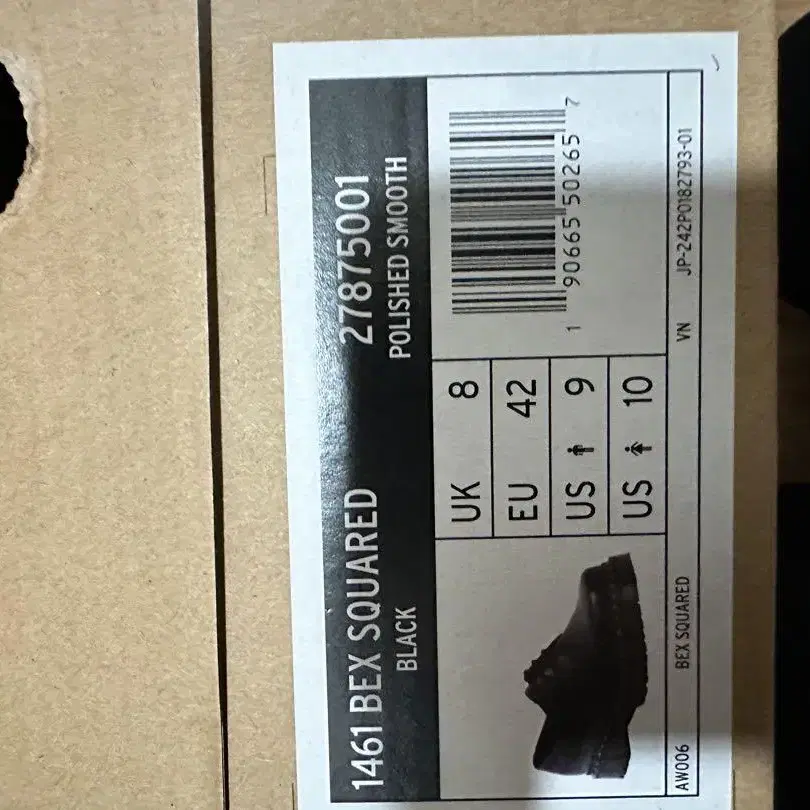 1461 BEX SQUARED 27875001
BLACK POLISHED SMOOTH
UK 8
EU 42
US 9
US 10
1 90665 50265 7
AW006 BEX SQUARED VN JP-242P0182793-01